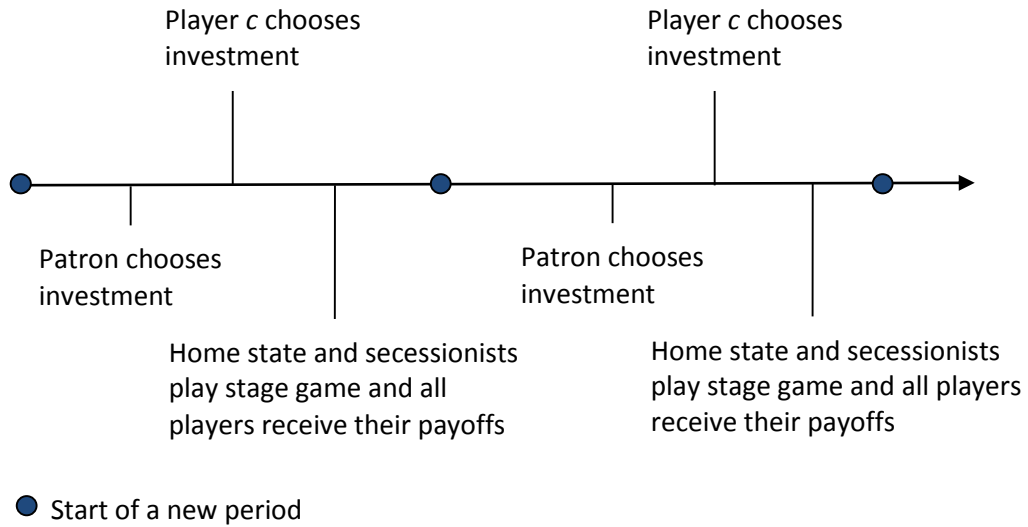 Player c chooses
investment
Player c chooses
investment
Patron chooses
investment
Patron chooses
investment
Home state and secessionists
play stage game and all
players receive their payoffs
Home state and secessionists
play stage game and all players
receive their payoffs
Start of a new period